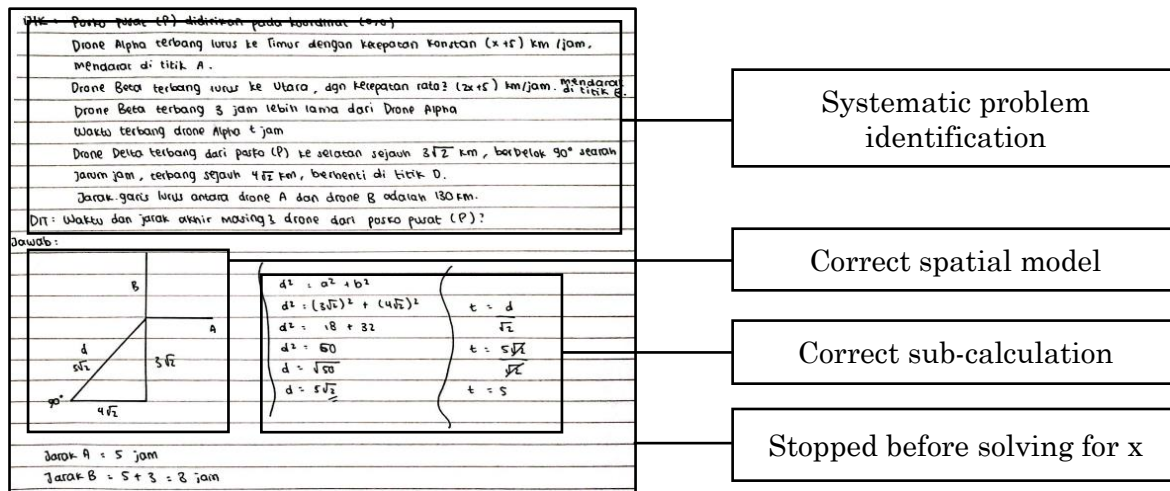 DIK : Posko pusat (P) didirikan pada koordinat (0,0)
Drone Alpha terbang lurus ke Timur dengan kecepatan konstan (x+5) km /jam,
mendarat di titik A.
Drone Beta terbang lurus ke Utara, dgn kecepatan rata2 (2x+5) km/jam. mendarat di titik B.
Drone Beta terbang 3 jam lebih lama dari Drone Alpha
Waktu terbang drone Alpha t jam
Drone Delta terbang dari posko (P) ke selatan sejauh 3√2 km, berbelok 90° searah
jarum jam, terbang sejauh 4√2 km, berhenti di titik D.
Jarak garis lurus antara drone A dan drone B adalah 130 km.
DIT : Waktu dan jarak akhir masing2 drone dari posko pusat (P)?
Jawab :
B
A
d
5√2
3√2
90°
4√2
d² = a² + b²
d² = (3√2)² + (4√2)²
d² = 18 + 32
d² = 50
d = √50
d = 5√2
t = d
√2
t = 5√2
√2
t = 5
Jarak A = 5 jam
Jarak B = 5 + 3 = 8 jam
Systematic problem
identification
Correct spatial model
Correct sub-calculation
Stopped before solving for x